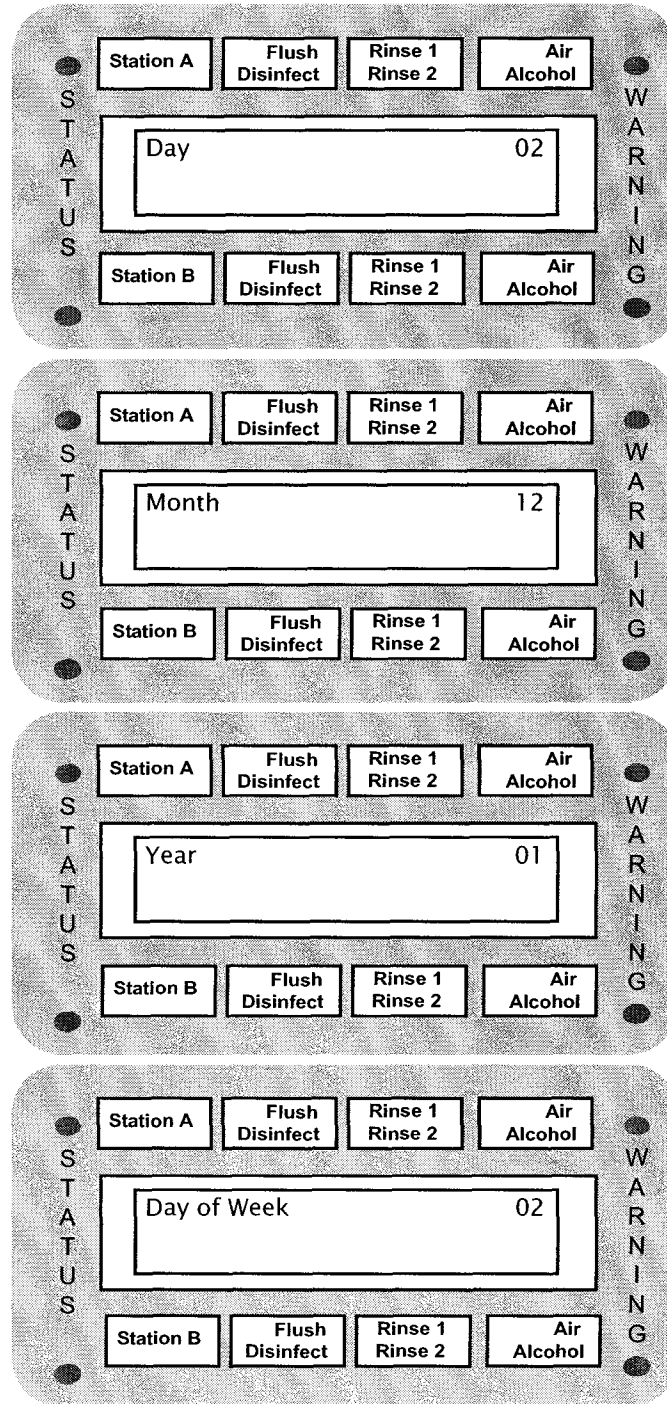 Station A
Flush
Disinfect
Rinse 1
Rinse 2
Air
Alcohol
STATUS
Day 02
WARNING
Station B
Flush
Disinfect
Rinse 1
Rinse 2
Air
Alcohol
Station A
Flush
Disinfect
Rinse 1
Rinse 2
Air
Alcohol
STATUS
Month 12
WARNING
Station B
Flush
Disinfect
Rinse 1
Rinse 2
Air
Alcohol
Station A
Flush
Disinfect
Rinse 1
Rinse 2
Air
Alcohol
STATUS
Year 01
WARNING
Station B
Flush
Disinfect
Rinse 1
Rinse 2
Air
Alcohol
Station A
Flush
Disinfect
Rinse 1
Rinse 2
Air
Alcohol
STATUS
Day of Week 02
WARNING
Station B
Flush
Disinfect
Rinse 1
Rinse 2
Air
Alcohol